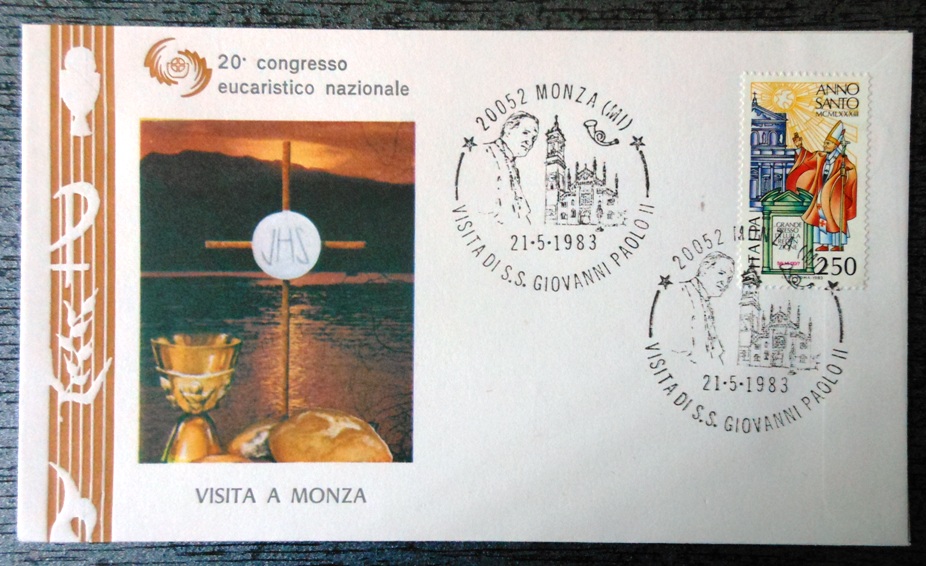 20° congresso
eucaristico nazionale
JHS
VISITA A MONZA
20052 MONZA (MI)
21-5-1983
VISITA DI S.S. GIOVANNI PAOLO II
ANNO
SANTO
MCMLXXXIII
ITALIA
250
20052 MONZA
21-5-1983
VISITA DI S.S. GIOVANNI PAOLO II